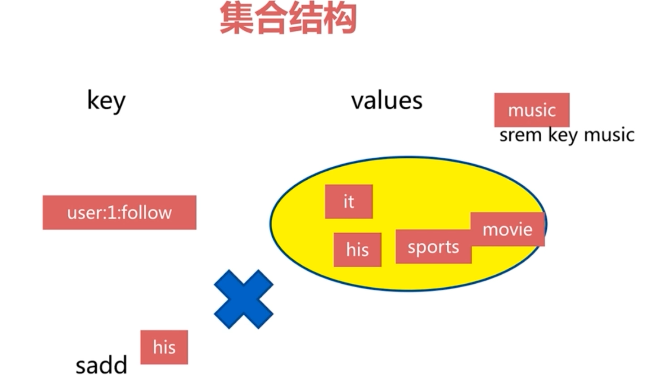 集合结构
key
values
music
srem key music
it
user:1:follow
movie
his
sports
his
sadd